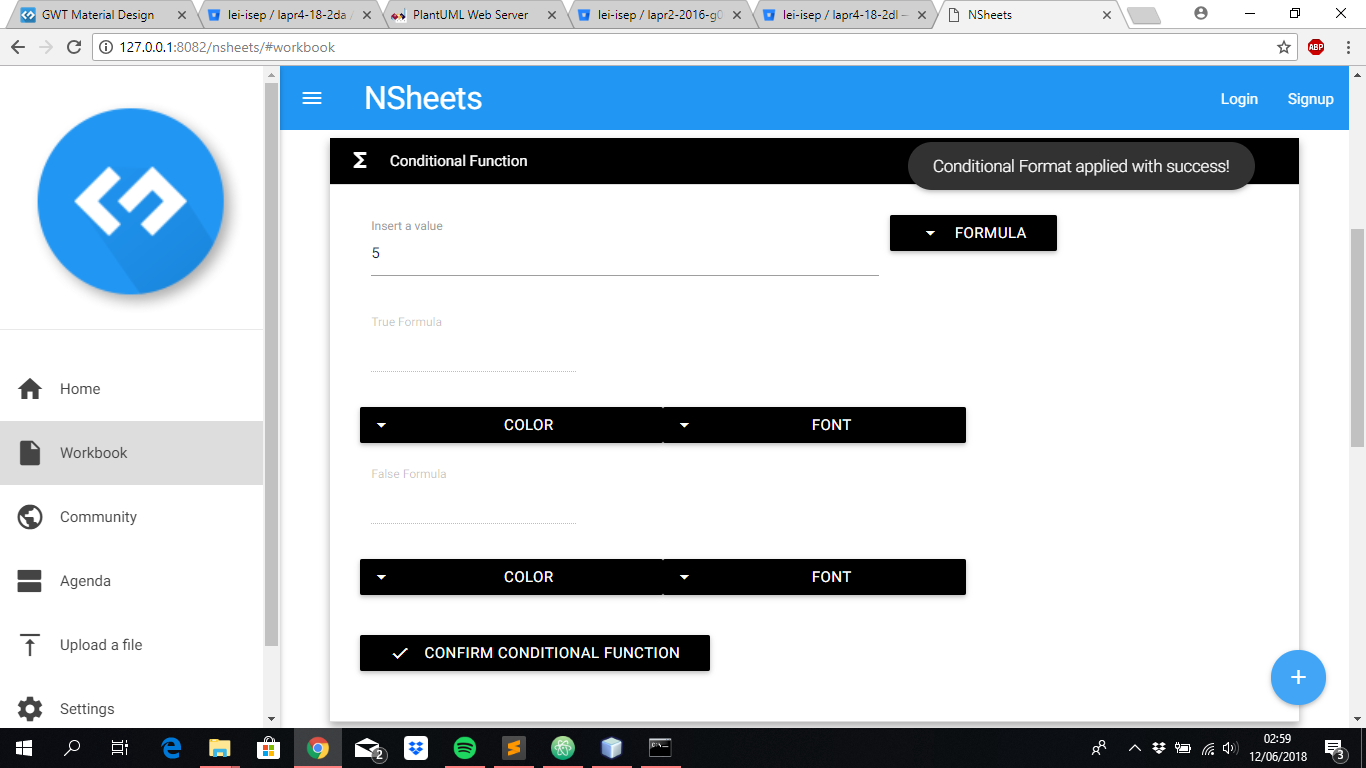 GWT Material Design
lei-isep / lapr4-18-2da /
PlantUML Web Server
lei-isep / lapr2-2016-g0
lei-isep / lapr4-18-2dl –
NSheets
127.0.0.1:8082/nsheets/#workbook
ABP
NSheets
Login
Signup
Σ Conditional Function
Conditional Format applied with success!
Insert a value
5
FORMULA
True Formula
COLOR
FONT
False Formula
COLOR
FONT
CONFIRM CONDITIONAL FUNCTION
+
Home
Workbook
Community
Agenda
Upload a file
Settings
2
02:59
12/06/2018
3